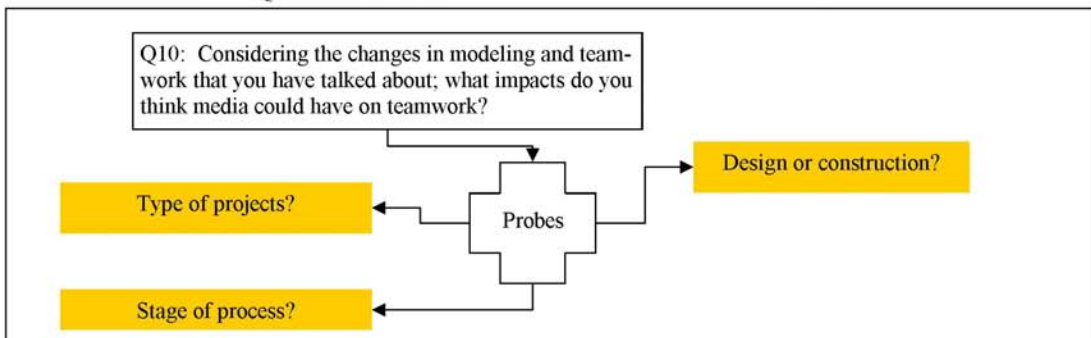 Q10: Considering the changes in modeling and team-
work that you have talked about; what impacts do you
think media could have on teamwork?
Design or construction?
Type of projects?
Probes
Stage of process?